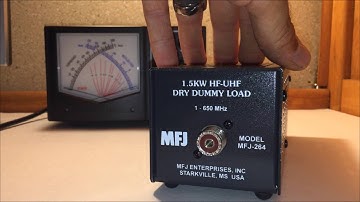 1.5KW HF-UHF
DRY DUMMY LOAD
1 - 650 MHz
MFJ
MODEL
MFJ-264
MFJ ENTERPRISES, INC
STARKVILLE, MS USA